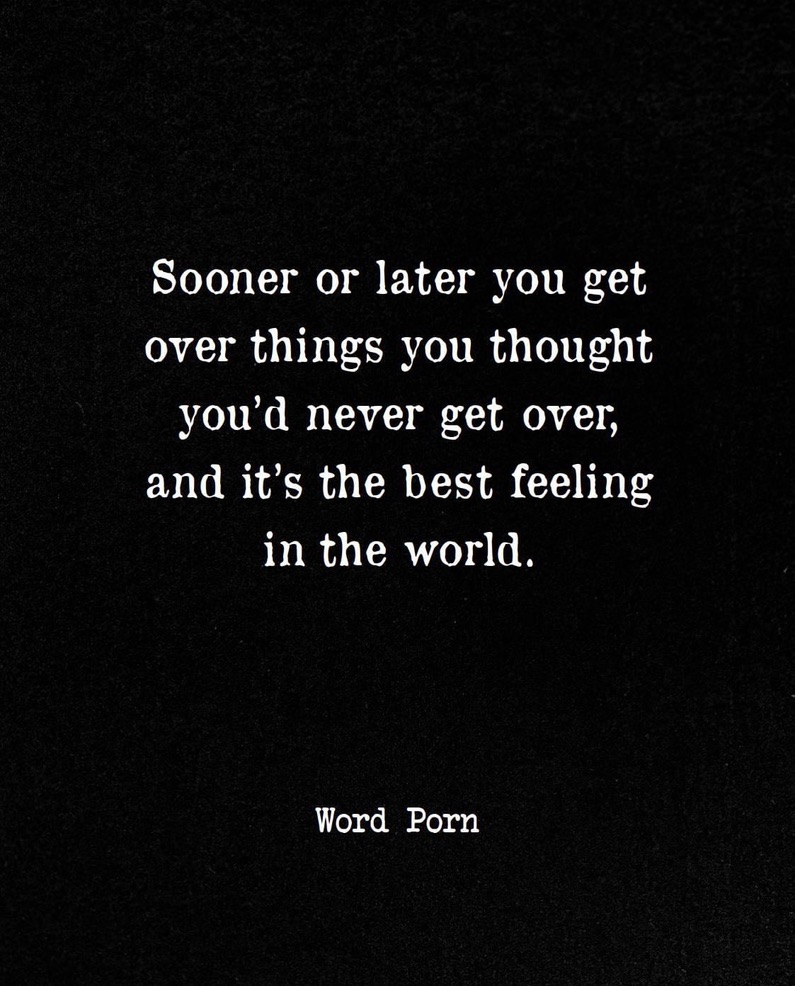 Sooner or later you get
over things you thought
you’d never get over,
and it’s the best feeling
in the world.
Word Porn